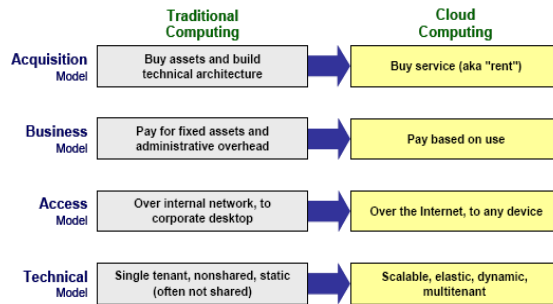 Traditional
Computing
Cloud
Computing
Acquisition
Model
Buy assets and build
technical architecture
Buy service (aka "rent")
Business
Model
Pay for fixed assets and
administrative overhead
Pay based on use
Access
Model
Over internal network, to
corporate desktop
Over the Internet, to any device
Technical
Model
Single tenant, nonshared, static
(often not shared)
Scalable, elastic, dynamic,
multitenant